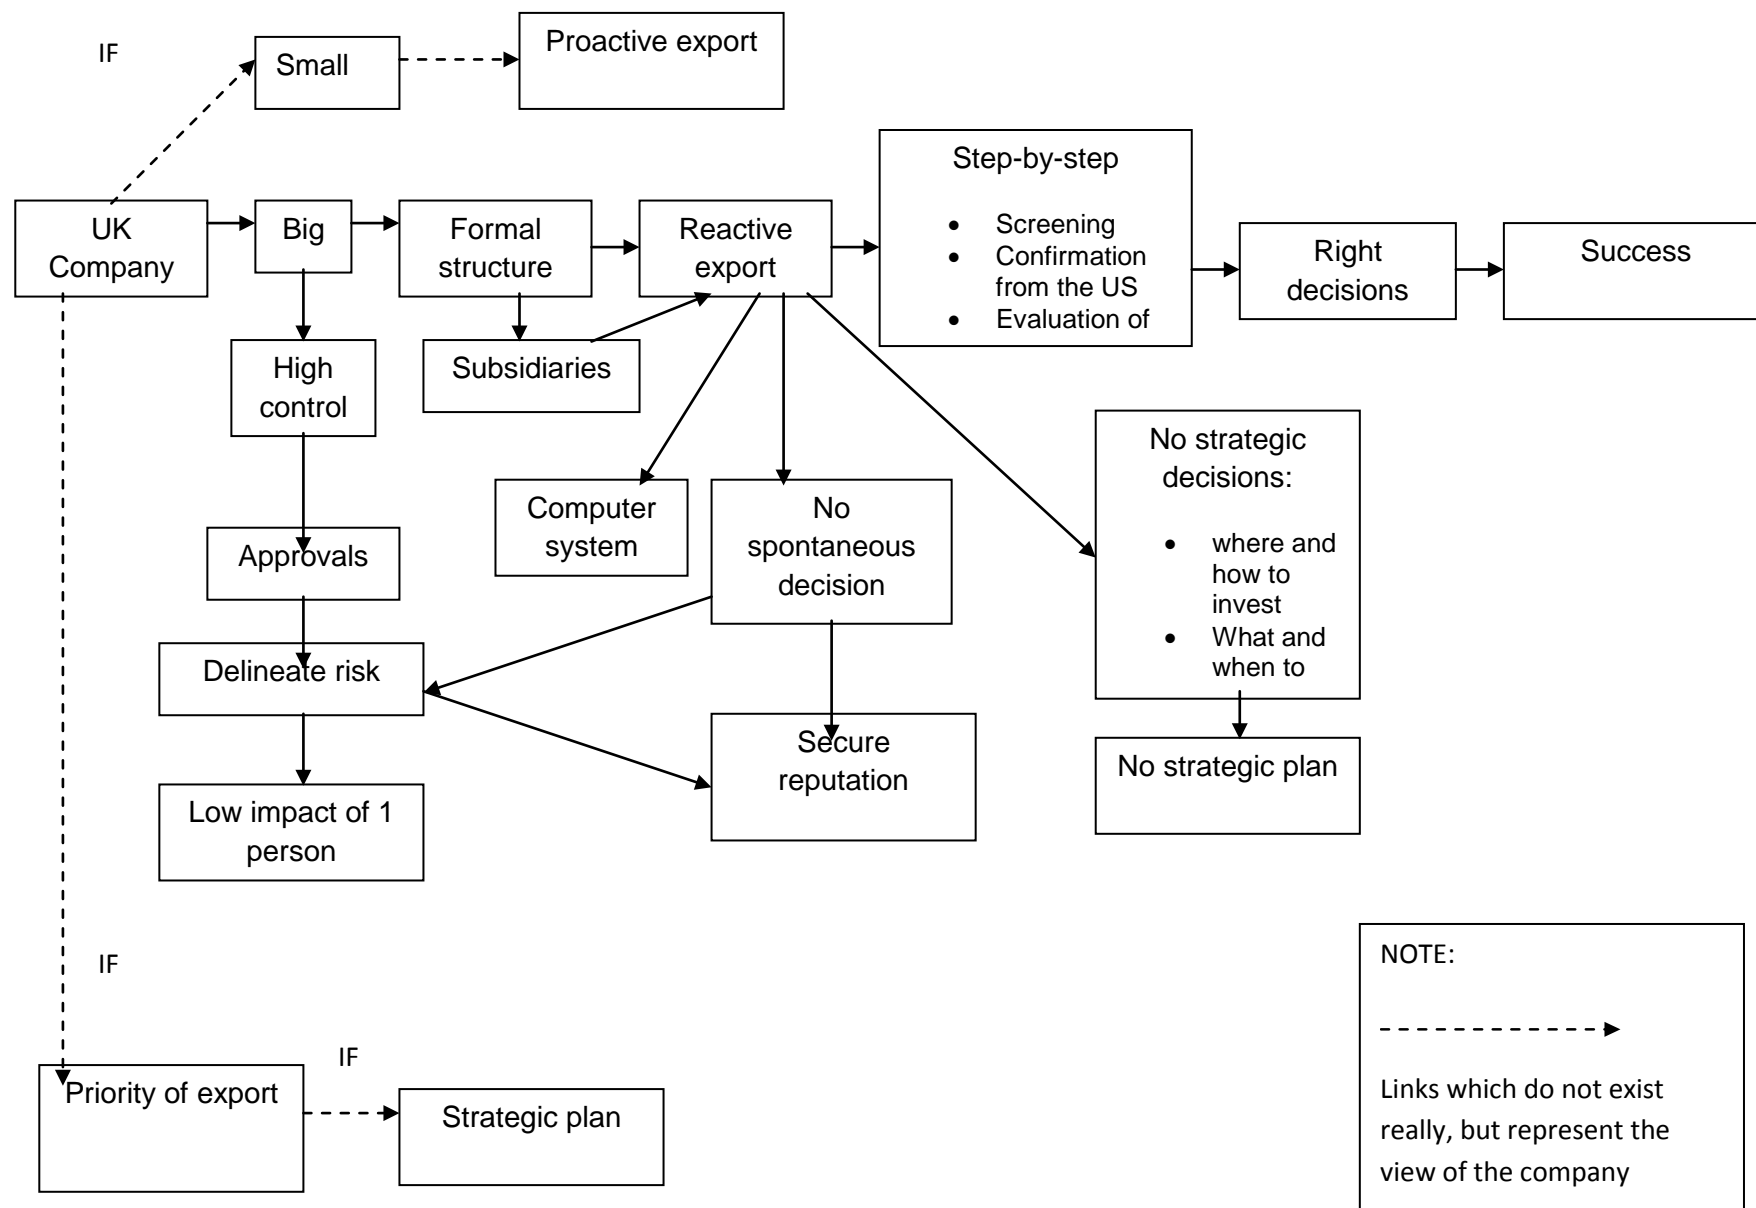 IF
Small
Proactive export
UK
Company
Big
Formal
structure
Reactive
export
Step-by-step
• Screening
• Confirmation
from the US
• Evaluation of
Right
decisions
Success
High
control
Subsidiaries
Computer
system
No
spontaneous
decision
No strategic
decisions:
• where and
how to
invest
• What and
when to
Approvals
Delineate risk
Low impact of 1
person
Secure
reputation
No strategic plan
IF
Priority of export
IF
Strategic plan
NOTE:
Links which do not exist
really, but represent the
view of the company